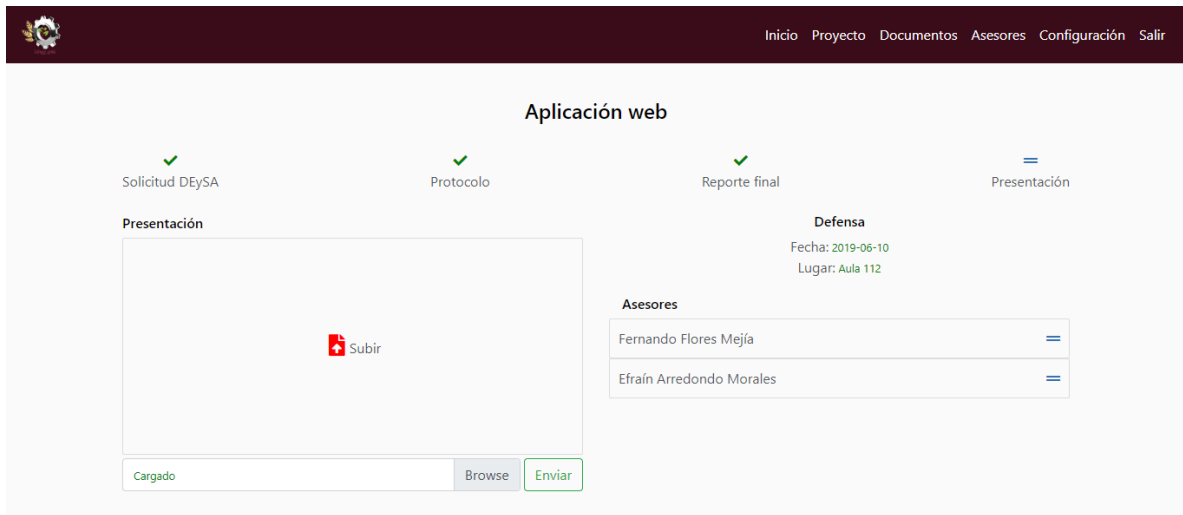 Inicio Proyecto Documentos Asesores Configuración Salir
Aplicación web
Solicitud DEySA Protocolo Reporte final Presentación
Presentación
Subir
Cargado Browse Enviar
Defensa
Fecha: 2019-06-10
Lugar: Aula 112
Asesores
Fernando Flores Mejía
Efraín Arredondo Morales